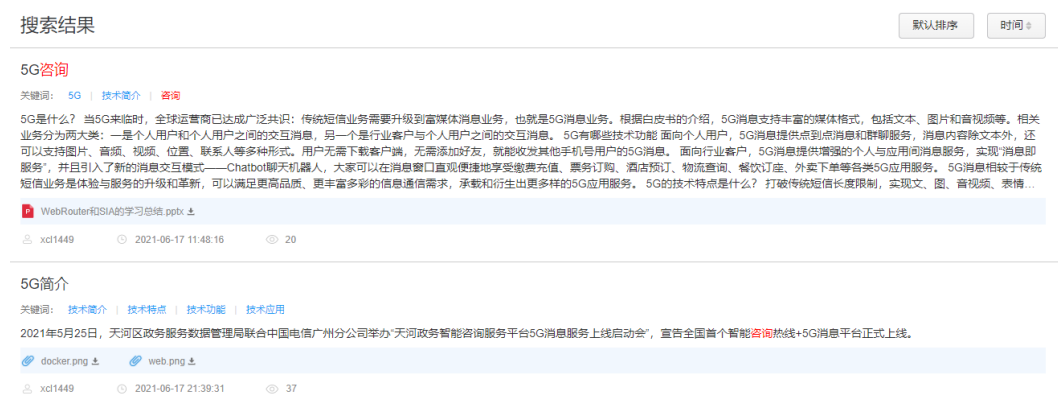 搜索结果
默认排序 时间
5G咨询
关键词: 5G | 技术简介 | 咨询
5G是什么? 当5G来临时，全球运营商已达成广泛共识：传统短信业务需要升级到富媒体消息业务，也就是5G消息业务。根据白皮书的介绍，5G消息支持丰富的媒体格式，包括文本、图片和音视频等。相关
业务分为两大类：一是个人用户和个人用户之间的交互消息，另一个是行业客户与个人用户之间的交互消息。 5G有哪些技术功能 面向个人用户，5G消息提供点到点消息和群聊服务，消息内容除文本外，还
可以支持图片、音频、视频、位置、联系人等多种形式。用户无需下载客户端，无需添加好友，就能收发其他手机号用户的5G消息。 面向行业客户，5G消息提供增强的个人与应用间消息服务，实现“消息即
服务”，并且引入了新的消息交互模式——Chatbot聊天机器人，大家可以在消息窗口直观便捷地享受缴费充值、票务订购、酒店预订、物流查询、餐饮订座、外卖下单等各类5G应用服务。 5G消息相较于传统
短信业务是体验与服务的升级和革新，可以满足更高品质、更丰富多彩的信息通信需求，承载和衍生出更多样的5G应用服务。 5G的技术特点是什么? 打破传统短信长度限制，实现文、图、音视频、表情...
WebRouter和SIA的学习总结.pptx
xcl1449 2021-06-17 11:48:16 20
5G简介
关键词: 技术简介 | 技术特点 | 技术功能 | 技术应用
2021年5月25日，天河区政务服务数据管理局联合中国电信广州分公司举办“天河政务智能咨询服务平台5G消息服务上线启动会”，宣告全国首个智能咨询热线+5G消息平台正式上线。
docker.png web.png
xcl1449 2021-06-17 21:39:31 37